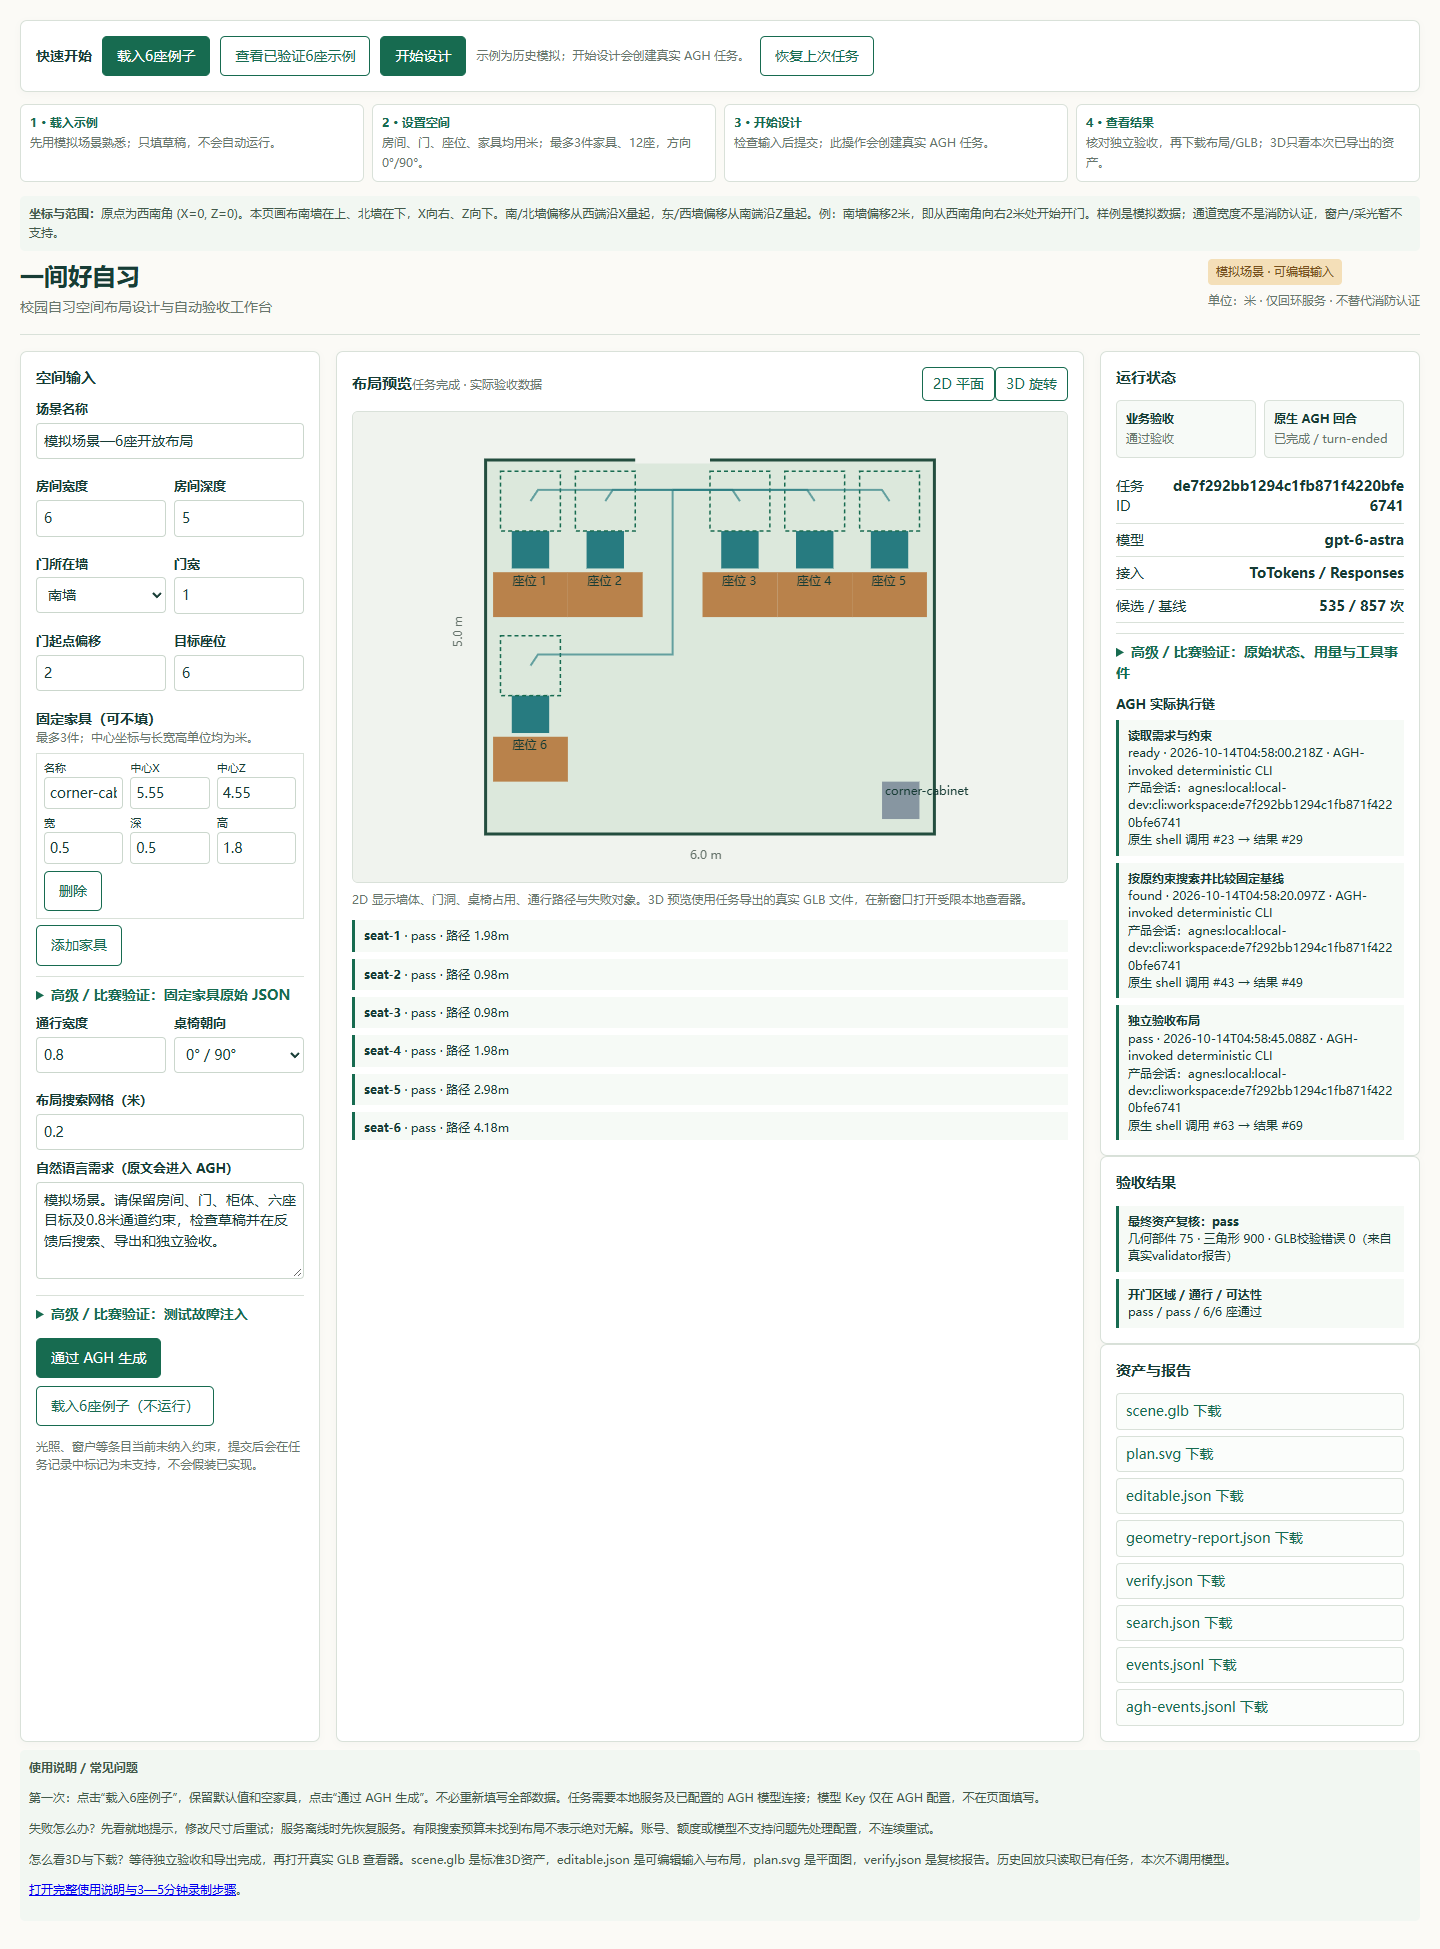 快速开始
载入6座例子
查看已验证6座示例
开始设计
示例为历史模拟；开始设计会创建真实 AGH 任务。
恢复上次任务
1 · 载入示例
先用模拟场景熟悉；只填草稿，不会自动运行。
2 · 设置空间
房间、门、座位、家具均用米；最多3件家具、12座，方向
0°/90°。
3 · 开始设计
检查输入后提交；此操作会创建真实 AGH 任务。
4 · 查看结果
核对独立验收，再下载布局/GLB；3D只看本次已导出的资
产。
坐标与范围：原点为西南角 (X=0, Z=0)。本页画布南墙在上、北墙在下，X向右、Z向下。南/北墙偏移从西端沿X量起，东/西墙偏移从南端沿Z量起。例：南墙偏移2米，即从西南角向右2米处开始开门。样例是模拟数据；通道宽度不是消防认证，窗户/采光暂不
支持。
一间好自习
校园自习空间布局设计与自动验收工作台
模拟场景 · 可编辑输入
单位：米 · 仅回环服务 · 不替代消防认证
空间输入
场景名称
模拟场景—6座开放布局
房间宽度
房间深度
6
5
门所在墙
门宽
南墙
1
门起点偏移
目标座位
2
6
固定家具（可不填）
最多3件；中心坐标与长宽高单位均为米。
名称
中心X
中心Z
corner-cab
5.55
4.55
宽
深
高
0.5
0.5
1.8
删除
添加家具
高级 / 比赛验证：固定家具原始 JSON
通行宽度
桌椅朝向
0.8
0° / 90°
布局搜索网格（米）
0.2
自然语言需求（原文会进入 AGH）
模拟场景。请保留房间、门、柜体、六座
目标及0.8米通道约束，检查草稿并在反
馈后搜索、导出和独立验收。
高级 / 比赛验证：测试故障注入
通过 AGH 生成
载入6座例子（不运行）
光照、窗户等条目当前未纳入约束，提交后会在任
务记录中标记为未支持，不会假装已实现。
布局预览任务完成 · 实际验收数据
2D 平面
3D 旋转
座位 1
座位 2
座位 3
座位 4
座位 5
座位 6
corner-cabinet
5.0 m
6.0 m
2D 显示墙体、门洞、桌椅占用、通行路径与失败对象。3D 预览使用任务导出的真实 GLB 文件，在新窗口打开受限本地查看器。
seat-1 · pass · 路径 1.98m
seat-2 · pass · 路径 0.98m
seat-3 · pass · 路径 0.98m
seat-4 · pass · 路径 1.98m
seat-5 · pass · 路径 2.98m
seat-6 · pass · 路径 4.18m
运行状态
业务验收
通过验收
原生 AGH 回合
已完成 / turn-ended
任务
ID
de7f292bb1294c1fb871f4220bfe
6741
模型
gpt-6-astra
接入
ToTokens / Responses
候选 / 基线
535 / 857 次
高级 / 比赛验证：原始状态、用量与工具事
件
AGH 实际执行链
读取需求与约束
ready · 2026-10-14T04:58:00.218Z · AGH-
invoked deterministic CLI
产品会话：agnes:local:local-
dev:cli:workspace:de7f292bb1294c1fb871f422
0bfe6741
原生 shell 调用 #23 → 结果 #29
按原约束搜索并比较固定基线
found · 2026-10-14T04:58:20.097Z · AGH-
invoked deterministic CLI
产品会话：agnes:local:local-
dev:cli:workspace:de7f292bb1294c1fb871f422
0bfe6741
原生 shell 调用 #43 → 结果 #49
独立验收布局
pass · 2026-10-14T04:58:45.088Z · AGH-
invoked deterministic CLI
产品会话：agnes:local:local-
dev:cli:workspace:de7f292bb1294c1fb871f422
0bfe6741
原生 shell 调用 #63 → 结果 #69
验收结果
最终资产复核：pass
几何部件 75 · 三角形 900 · GLB校验错误 0（来自
真实validator报告）
开门区域 / 通行 / 可达性
pass / pass / 6/6 座通过
资产与报告
scene.glb 下载
plan.svg 下载
editable.json 下载
geometry-report.json 下载
verify.json 下载
search.json 下载
events.jsonl 下载
agh-events.jsonl 下载
使用说明 / 常见问题
第一次：点击“载入6座例子”，保留默认值和空家具，点击“通过 AGH 生成”。不必重新填写全部数据。任务需要本地服务及已配置的 AGH 模型连接；模型 Key 仅在 AGH 配置，不在页面填写。
失败怎么办？先看就地提示，修改尺寸后重试；服务离线时先恢复服务。有限搜索预算未找到布局不表示绝对无解。账号、额度或模型不支持问题先处理配置，不连续重试。
怎么看3D与下载？等待独立验收和导出完成，再打开真实 GLB 查看器。scene.glb 是标准3D资产，editable.json 是可编辑输入与布局，plan.svg 是平面图，verify.json 是复核报告。历史回放只读取已有任务，本次不调用模型。
打开完整使用说明与3—5分钟录制步骤。